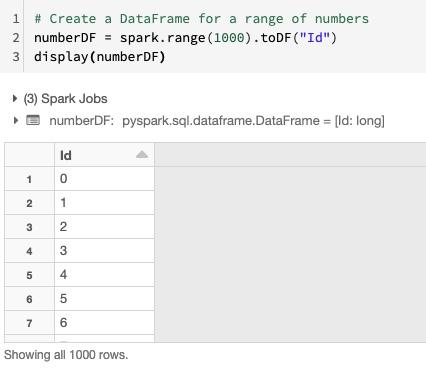 1 # Create a DataFrame for a range of numbers
2 numberDF = spark.range(1000).toDF("Id")
3 display(numberDF)
(3) Spark Jobs
numberDF: pyspark.sql.dataframe.DataFrame = [Id: long]
Id
1 0
2 1
3 2
4 3
5 4
6 5
7 6
Showing all 1000 rows.